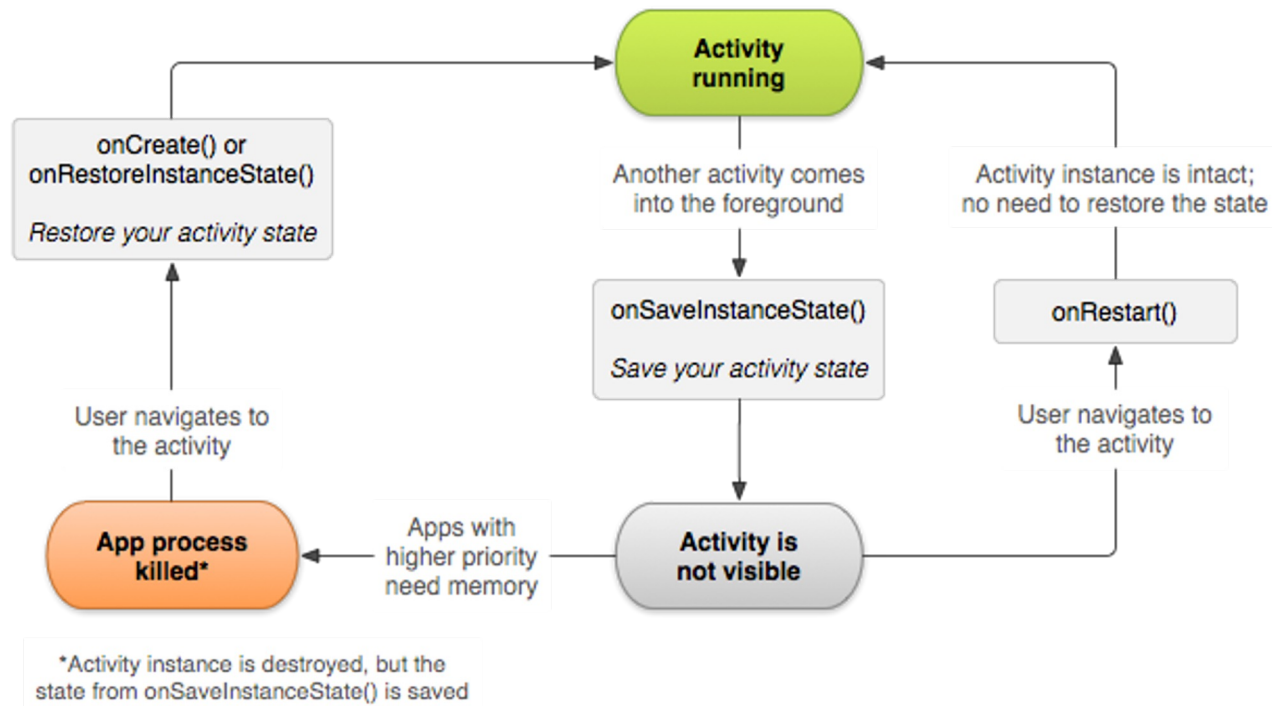 Activity
running
onCreate() or
onRestoreInstanceState()
Restore your activity state
Another activity comes
into the foreground
Activity instance is intact;
no need to restore the state
onSaveInstanceState()
Save your activity state
onRestart()
User navigates to
the activity
User navigates to
the activity
App process
killed*
Apps with
higher priority
need memory
Activity is
not visible
*Activity instance is destroyed, but the
state from onSaveInstanceState() is saved